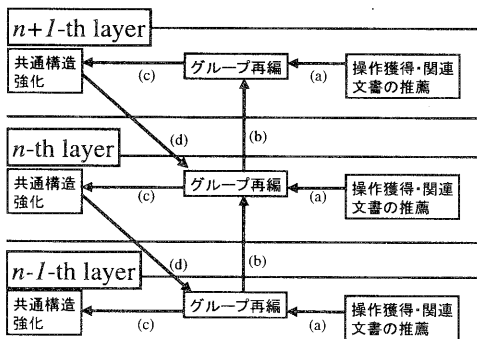 n+1-th layer
共通構造
強化
(c)
グループ再編
(a)
操作獲得・関連
文書の推薦
(d)
(b)
n-th layer
共通構造
強化
(c)
グループ再編
(a)
操作獲得・関連
文書の推薦
(d)
(b)
n-1-th layer
共通構造
強化
(c)
グループ再編
(a)
操作獲得・関連
文書の推薦